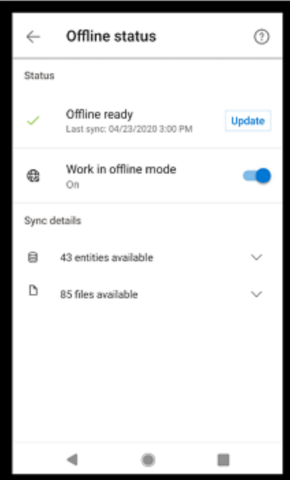 Offline status
Status
Offline ready
Last sync: 04/23/2020 3:00 PM
Update
Work in offline mode
On
Sync details
43 entities available
85 files available